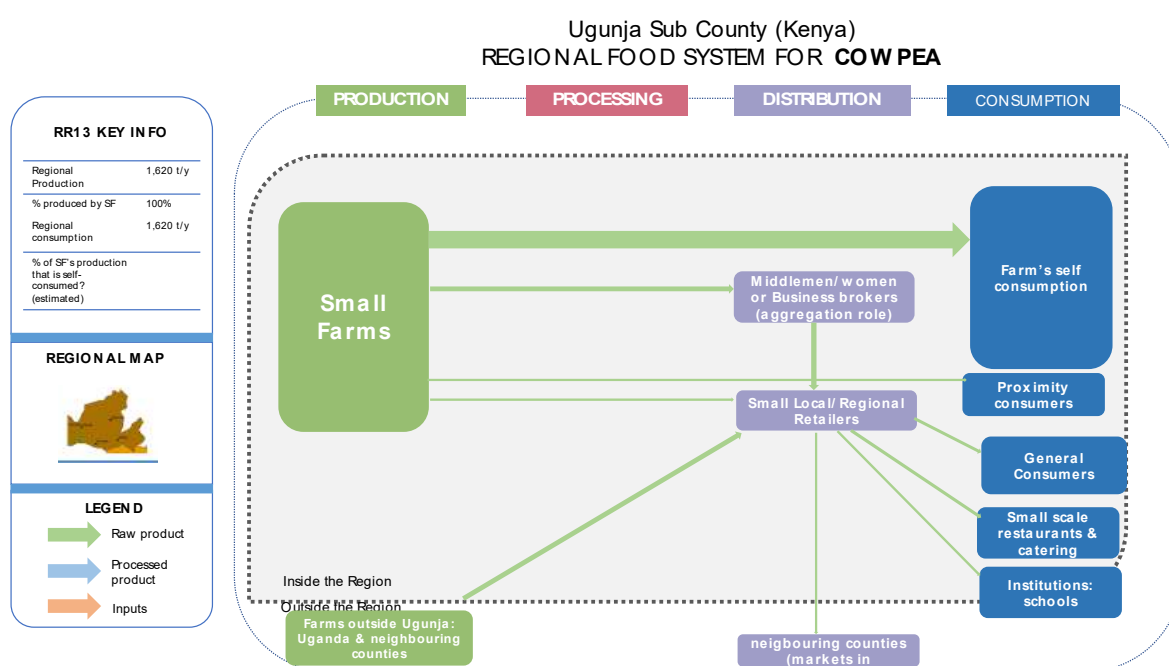 Ugunja Sub County (Kenya)
REGIONAL FOOD SYSTEM FOR COWPEA
PRODUCTION
PROCESSING
DISTRIBUTION
CONSUMPTION
RR13 KEY INFO
Regional
Production
1,620 t/y
% produced by SF
100%
Regional
consumption
1,620 t/y
% of SF's production
that is self-
consumed?
(estimated)
REGIONAL MAP
LEGEND
Raw product
Processed
product
Inputs
Small
Farms
Middlemen/ women
or Business brokers
(aggregation role)
Small Local/ Regional
Retailers
Farm's self
consumption
Proximity
consumers
General
Consumers
Small scale
restaurants &
catering
Institutions:
schools
Inside the Region
Outside the Region
Farms outside Ugunja:
Uganda & neighbouring
counties
neigbouring counties
(markets in